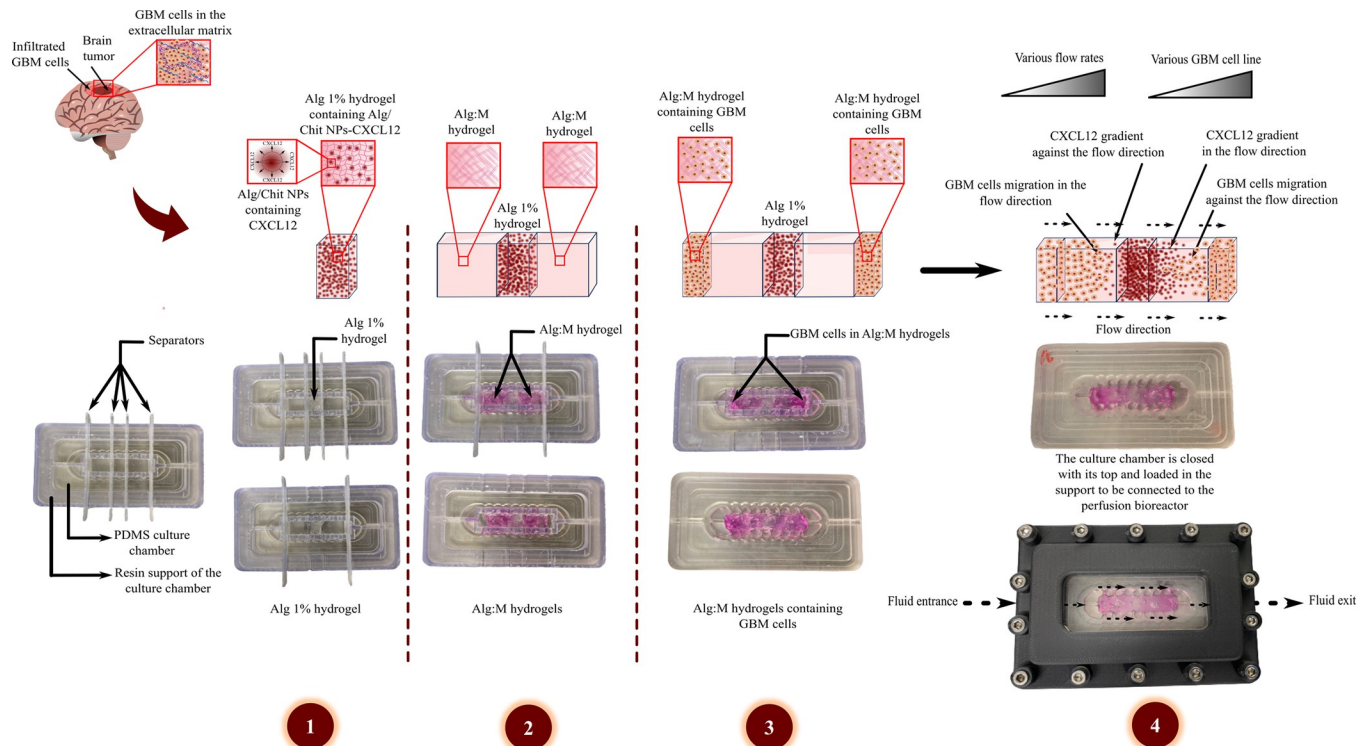 GBM cells in the
extracellular matrix
Infiltrated
GBM cells
Brain
tumor
Alg 1% hydrogel
containing Alg/
Chit NPs-CXCL12
CXCL12
CXCL12
CXCL12
CXCL12
Alg/Chit NPs
containing
CXCL12
Alg:M
hydrogel
Alg:M
hydrogel
Alg 1%
hydrogel
Alg:M hydrogel
containing GBM
cells
Alg:M hydrogel
containing GBM
cells
Alg 1%
hydrogel
Various flow rates
Various GBM cell line
CXCL12 gradient
against the flow
direction
CXCL12 gradient
in the flow
direction
GBM cells migration in the
flow direction
GBM cells migration
against the flow direction
Flow direction
Separators
PDMS culture
chamber
Resin support of the
culture chamber
Alg 1%
hydrogel
Alg 1% hydrogel
Alg:M hydrogel
Alg:M hydrogels
GBM cells in Alg:M hydrogels
Alg:M hydrogels containing
GBM cells
The culture chamber is closed
with its top and loaded in the
support to be connected to the
perfusion bioreactor
Fluid entrance
Fluid exit
1
2
3
4